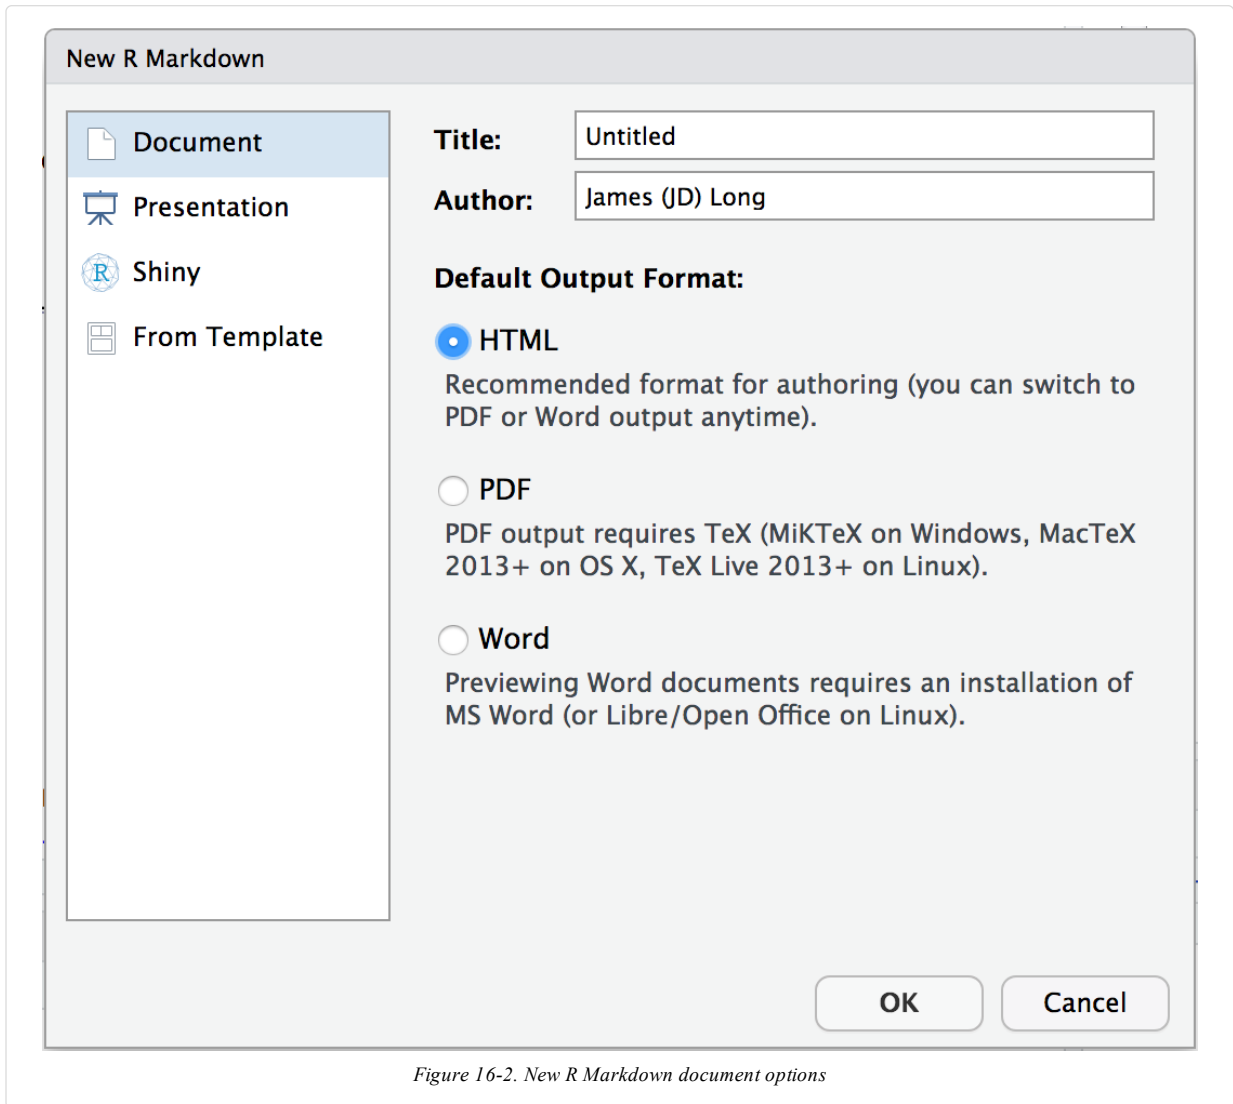 New R Markdown
Document
Presentation
R
Shiny
From Template
Title:
Untitled
Author:
James (JD) Long
Default Output Format:
HTML
Recommended format for authoring (you can switch to
PDF or Word output anytime).
PDF
PDF output requires TeX (MiKTeX on Windows, MacTeX
2013+ on OS X, TeX Live 2013+ on Linux).
Word
Previewing Word documents requires an installation of
MS Word (or Libre/Open Office on Linux).
OK
Cancel
Figure 16-2. New R Markdown document options